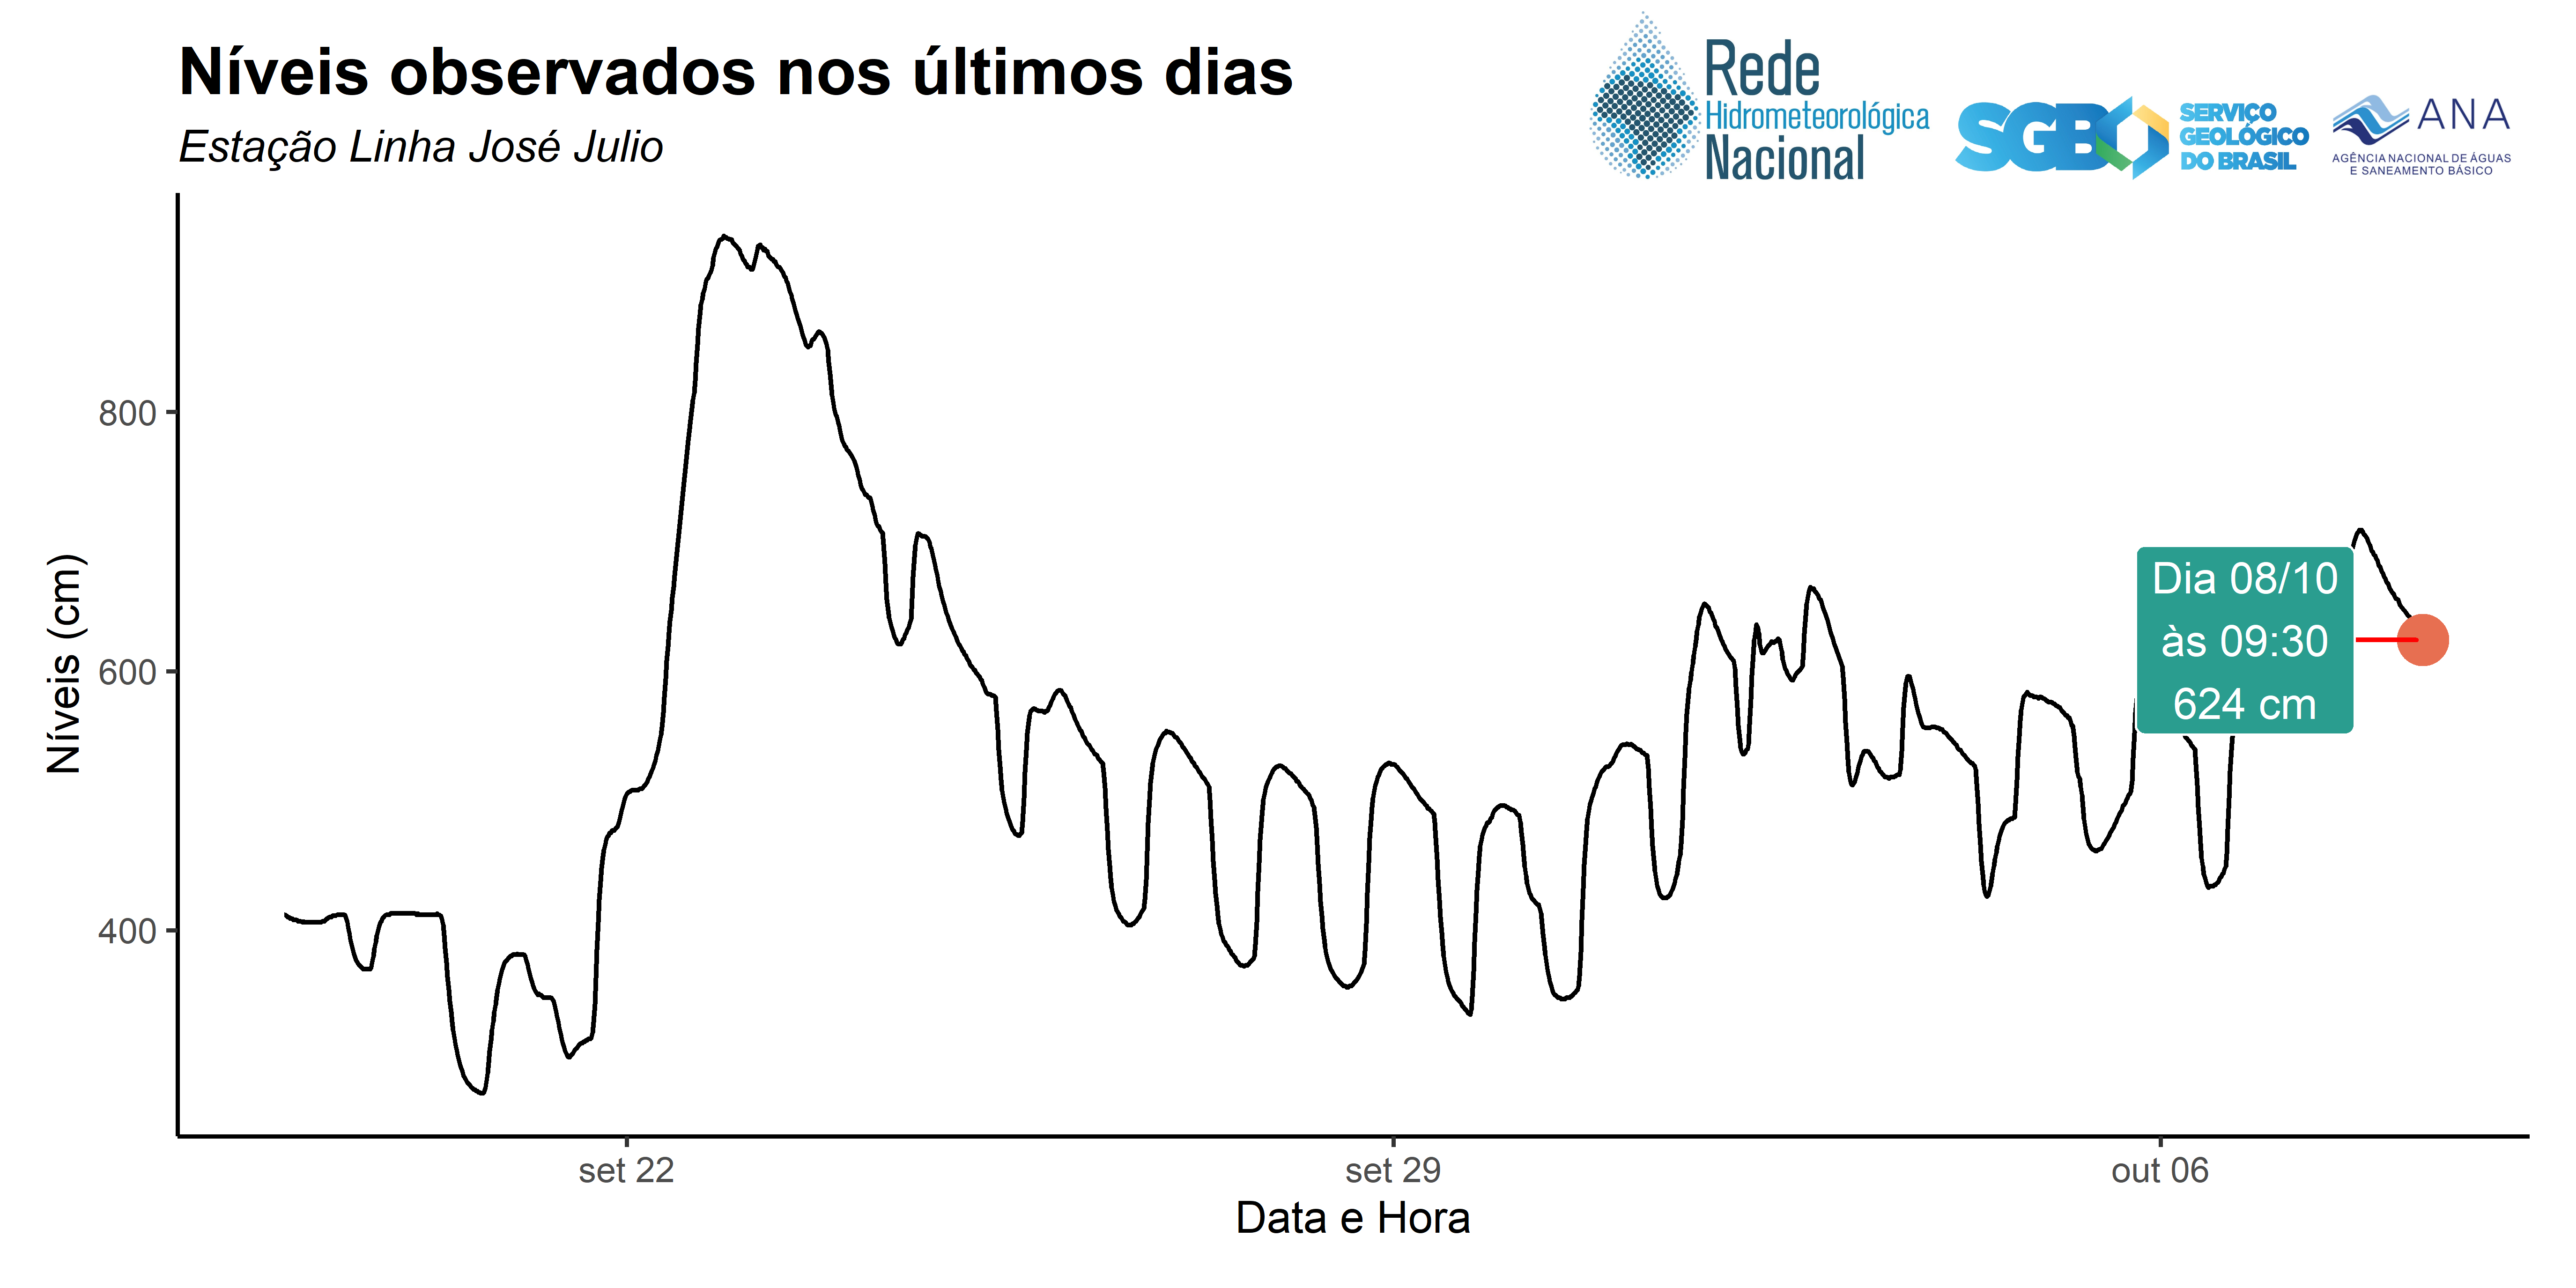 Níveis observados nos últimos dias
Estação Linha José Julio
Rede
Hidrometeorológica
Nacional
SGB
SERVIÇO
GEOLÓGICO
DO BRASIL
ANA
AGÊNCIA NACIONAL DE ÁGUAS
E SANEAMENTO BÁSICO
Níveis (cm)
800
600
400
Dia 08/10
às 09:30
624 cm
set 22
set 29
out 06
Data e Hora